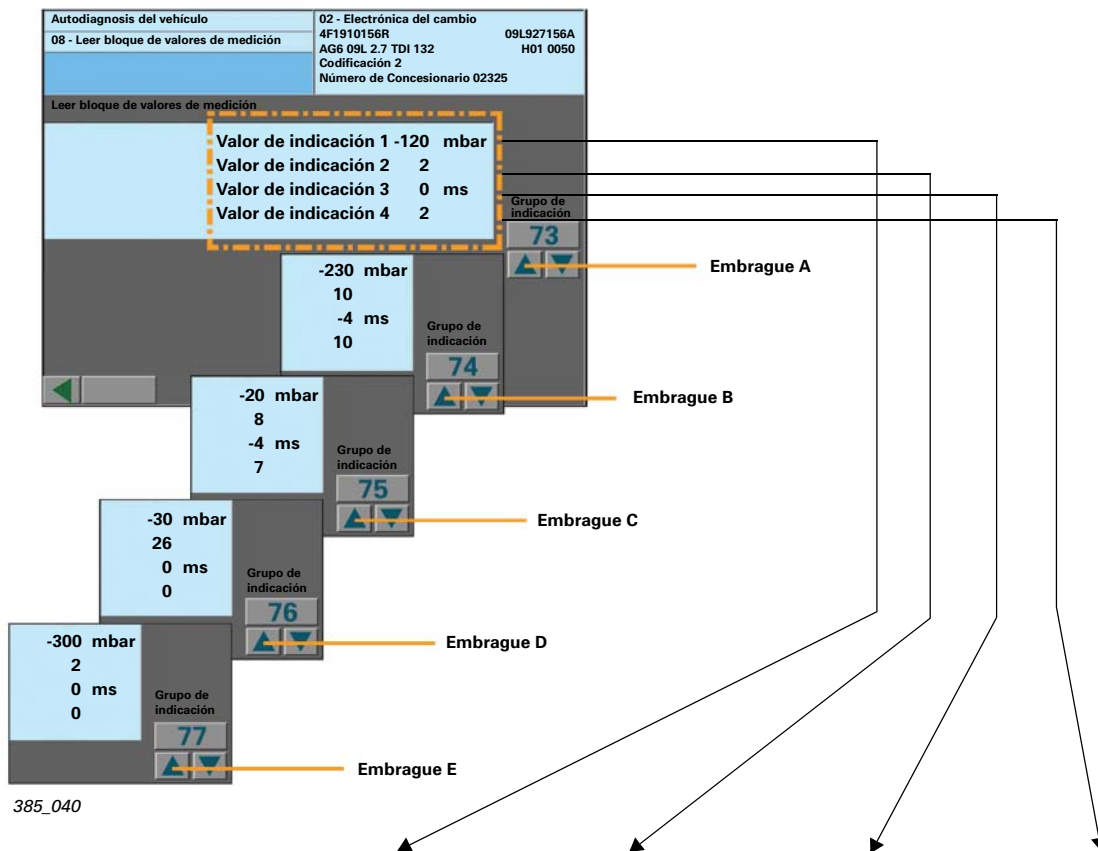 Autodiagnosis del vehículo
08 - Leer bloque de valores de medición
02 - Electrónica del cambio
4F1910156R 09L927156A
AG6 09L 2.7 TDI 132 H01 0050
Codificación 2
Número de Concesionario 02325
Leer bloque de valores de medición
Valor de indicación 1 -120 mbar
Valor de indicación 2 2
Valor de indicación 3 0 ms
Valor de indicación 4 2
Grupo de
indicación
73
Embrague A
-230 mbar
10
-4 ms
10
Grupo de
indicación
74
Embrague B
-20 mbar
8
-4 ms
7
Grupo de
indicación
75
Embrague C
-30 mbar
26
0 ms
0
Grupo de
indicación
76
Embrague D
-300 mbar
2
0 ms
0
Grupo de
indicación
77
Embrague E
385_040